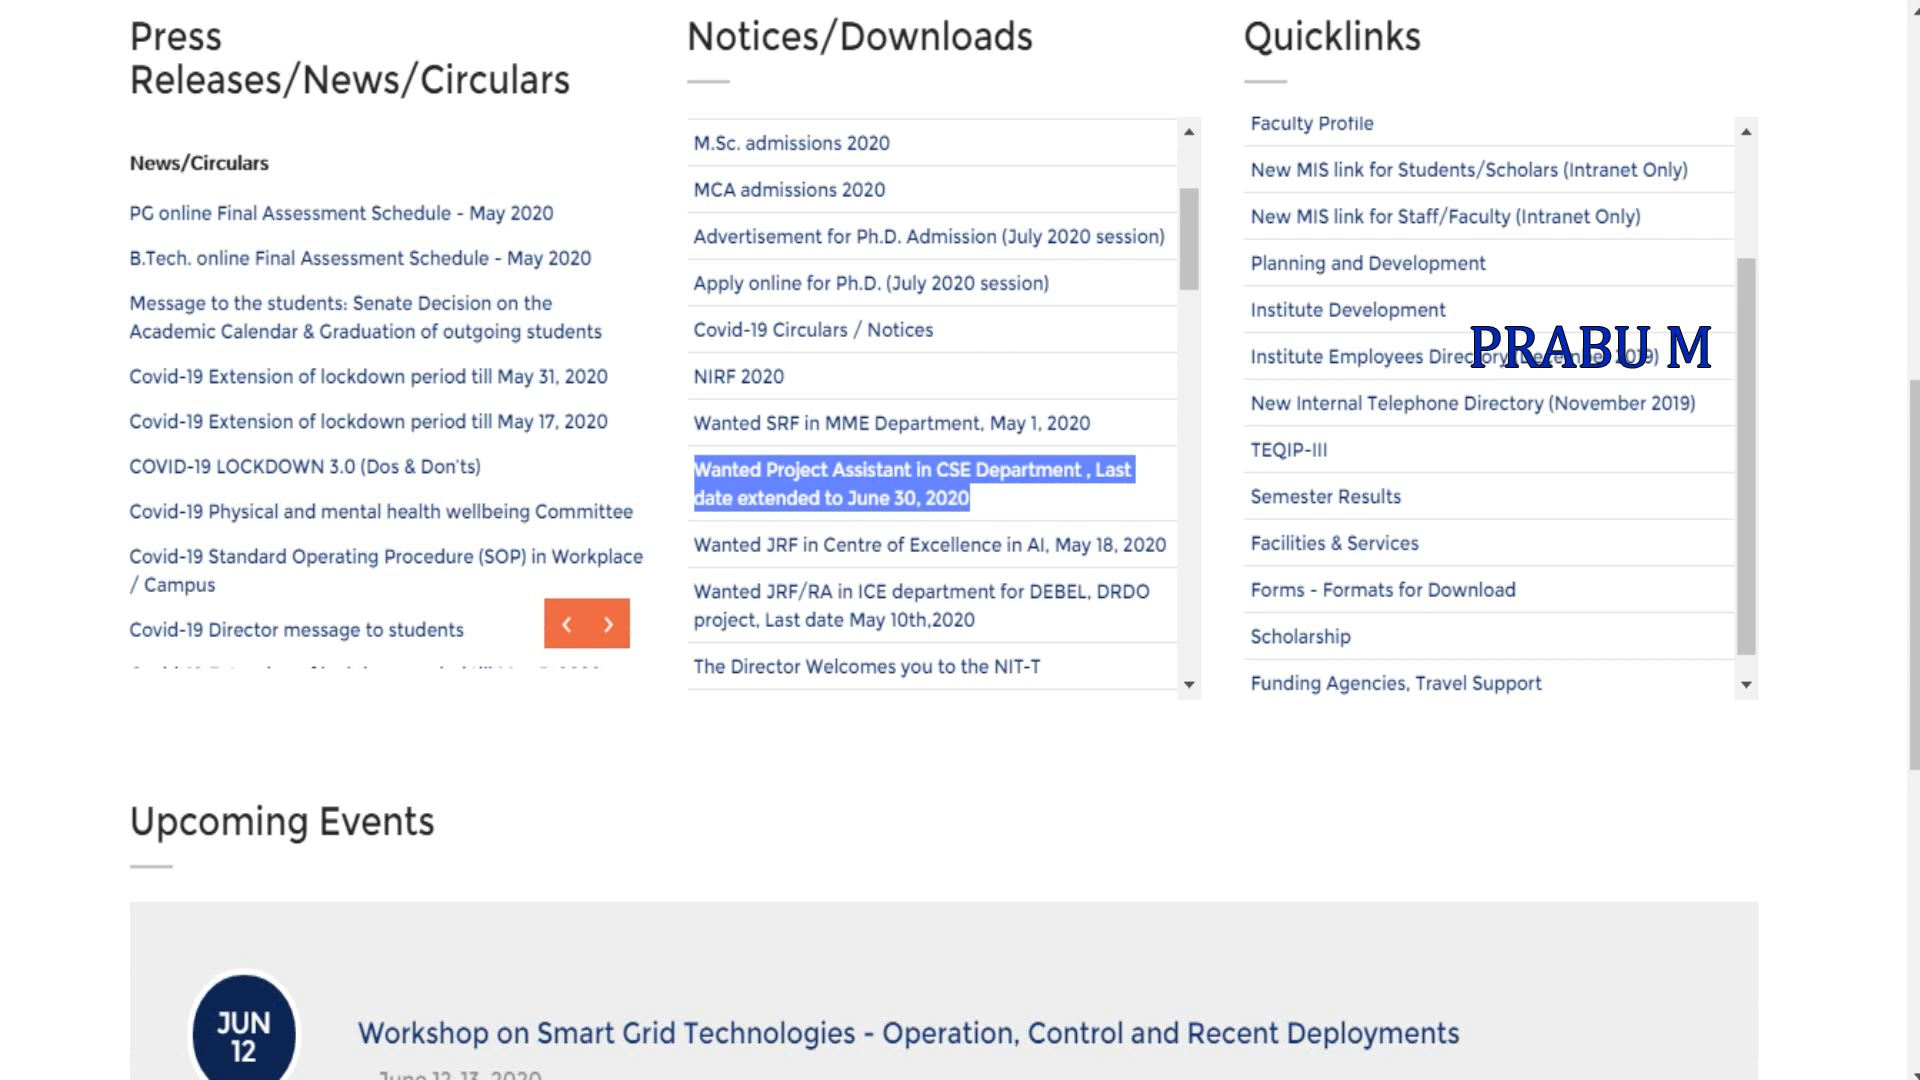 Press
Releases/News/Circulars
News/Circulars
PG online Final Assessment Schedule - May 2020
B.Tech. online Final Assessment Schedule - May 2020
Message to the students: Senate Decision on the
Academic Calendar & Graduation of outgoing students
Covid-19 Extension of lockdown period till May 31, 2020
Covid-19 Extension of lockdown period till May 17, 2020
COVID-19 LOCKDOWN 3.0 (Dos & Don'ts)
Covid-19 Physical and mental health wellbeing Committee
Covid-19 Standard Operating Procedure (SOP) in Workplace
/ Campus
Covid-19 Director message to students
Notices/Downloads
M.Sc. admissions 2020
MCA admissions 2020
Advertisement for Ph.D. Admission (July 2020 session)
Apply online for Ph.D. (July 2020 session)
Covid-19 Circulars / Notices
NIRF 2020
Wanted SRF in MME Department, May 1, 2020
Wanted Project Assistant in CSE Department , Last
date extended to June 30, 2020
Wanted JRF in Centre of Excellence in AI, May 18, 2020
Wanted JRF/RA in ICE department for DEBEL, DRDO
project, Last date May 10th,2020
The Director Welcomes you to the NIT-T
Quicklinks
Faculty Profile
New MIS link for Students/Scholars (Intranet Only)
New MIS link for Staff/Faculty (Intranet Only)
Planning and Development
Institute Development
PRABU M
Institute Employees Directory (December 2019)
New Internal Telephone Directory (November 2019)
TEQIP-III
Semester Results
Facilities & Services
Forms - Formats for Download
Scholarship
Funding Agencies, Travel Support
Upcoming Events
JUN
12
Workshop on Smart Grid Technologies - Operation, Control and Recent Deployments
June 12-13, 2020